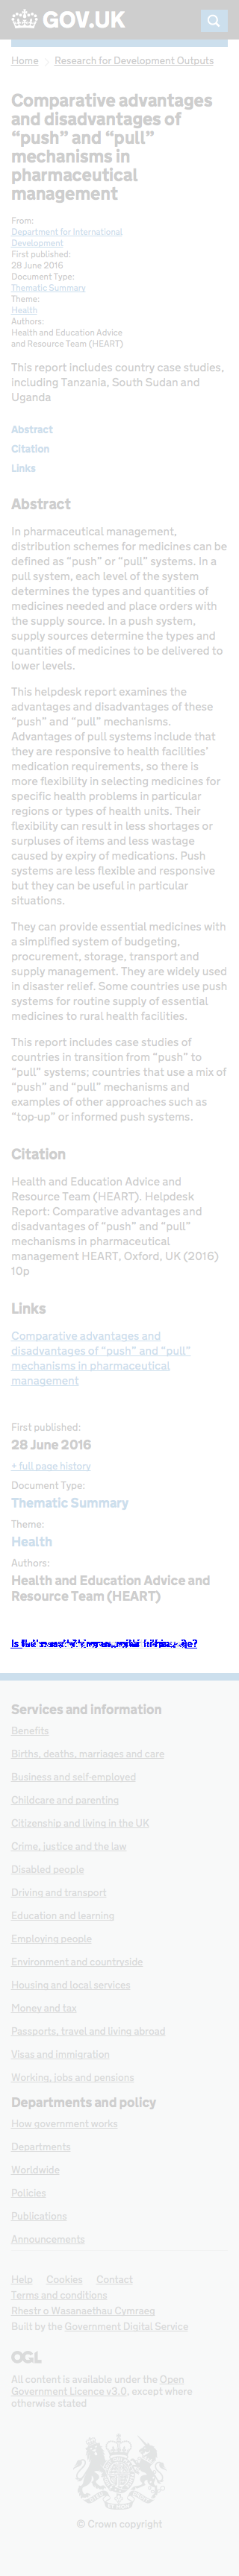 GOV.UK
Home
Research for Development Outputs
Comparative advantages
and disadvantages of
“push” and “pull”
mechanisms in
pharmaceutical
management
From:
Department for International
Development
First published:
28 June 2016
Document Type:
Thematic Summary
Theme:
Health
Authors:
Health and Education Advice
and Resource Team (HEART)
This report includes country case studies,
including Tanzania, South Sudan and
Uganda
Abstract
Citation
Links
Abstract
In pharmaceutical management,
distribution schemes for medicines can be
defined as “push” or “pull” systems. In a
pull system, each level of the system
determines the types and quantities of
medicines needed and place orders with
the supply source. In a push system,
supply sources determine the types and
quantities of medicines to be delivered to
lower levels.
This helpdesk report examines the
advantages and disadvantages of these
“push” and “pull” mechanisms.
Advantages of pull systems include that
they are responsive to health facilities’
medication requirements, so there is
more flexibility in selecting medicines for
specific health problems in particular
regions or types of health units. Their
flexibility can result in less shortages or
surpluses of items and less wastage
caused by expiry of medications. Push
systems are less flexible and responsive
but they can be useful in particular
situations.
They can provide essential medicines with
a simplified system of budgeting,
procurement, storage, transport and
supply management. They are widely used
in disaster relief. Some countries use push
systems for routine supply of essential
medicines to rural health facilities.
This report includes case studies of
countries in transition from “push” to
“pull” systems; countries that use a mix of
“push” and “pull” mechanisms and
examples of other approaches such as
“top-up” or informed push systems.
Citation
Health and Education Advice and
Resource Team (HEART). Helpdesk
Report: Comparative advantages and
disadvantages of “push” and “pull”
mechanisms in pharmaceutical
management HEART, Oxford, UK (2016)
10p
Links
Comparative advantages and
disadvantages of “push” and “pull”
mechanisms in pharmaceutical
management
First published:
28 June 2016
+ full page history
Document Type:
Thematic Summary
Theme:
Health
Authors:
Health and Education Advice and
Resource Team (HEART)
Services and information
Benefits
Births, deaths, marriages and care
Business and self-employed
Childcare and parenting
Citizenship and living in the UK
Crime, justice and the law
Disabled people
Driving and transport
Education and learning
Employing people
Environment and countryside
Housing and local services
Money and tax
Passports, travel and living abroad
Visas and immigration
Working, jobs and pensions
Departments and policy
How government works
Departments
Worldwide
Policies
Publications
Announcements
Help Cookies Contact
Terms and conditions
Rhestr o Wasanaethau Cymraeg
Built by the Government Digital Service
OGL
All content is available under the Open
Government Licence v3.0, except where
otherwise stated
© Crown copyright